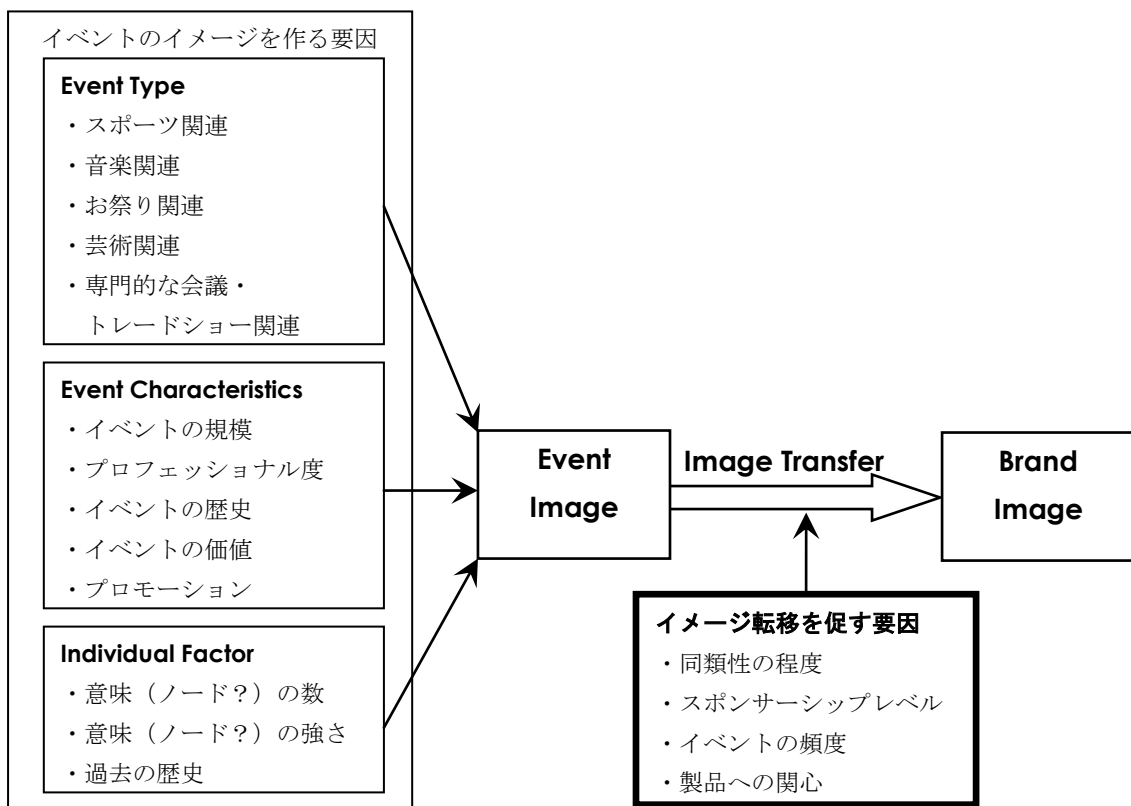 イベントのイメージを作る要因
Event Type
・スポーツ関連
・音楽関連
・お祭り関連
・芸術関連
・専門的な会議・
トレードショー関連
Event Characteristics
・イベントの規模
・プロフェッショナル度
・イベントの歴史
・イベントの価値
・プロモーション
Individual Factor
・意味（ノード？）の数
・意味（ノード？）の強さ
・過去の歴史
Event
Image
Image Transfer
Brand
Image
イメージ転移を促す要因
・同類性の程度
・スポンサーシップレベル
・イベントの頻度
・製品への関心